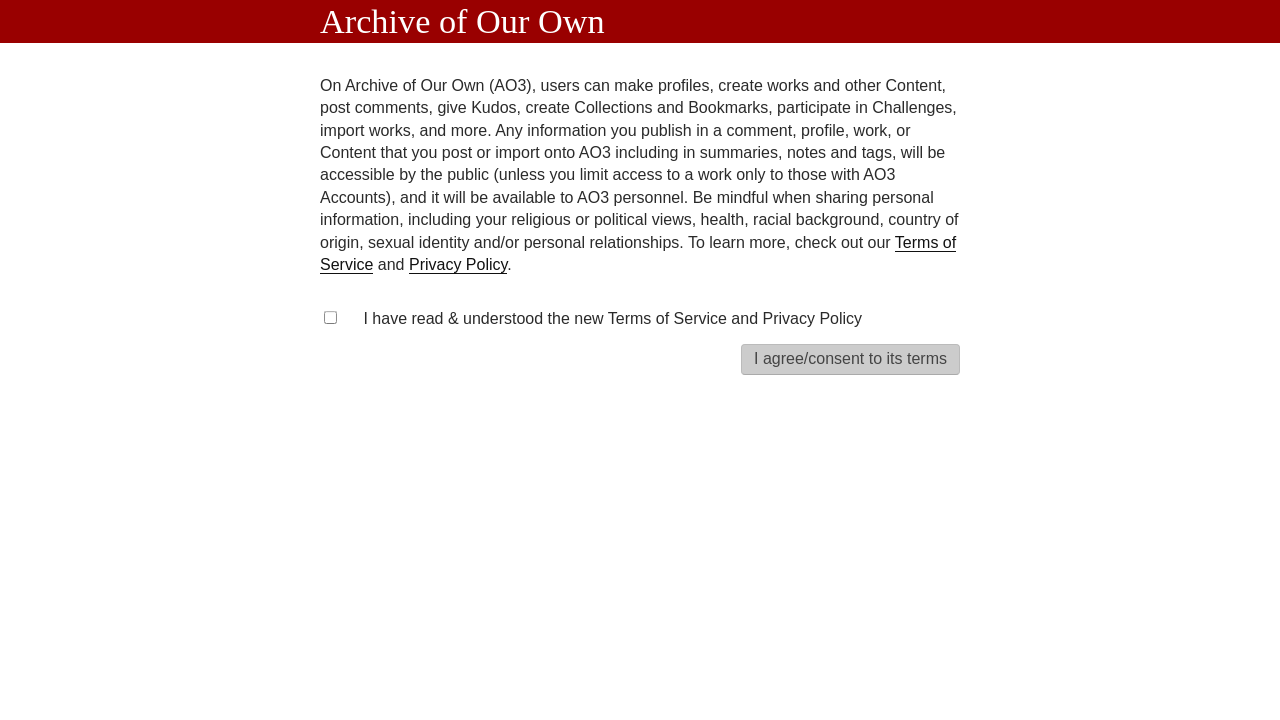 Archive of Our Own
On Archive of Our Own (AO3), users can make profiles, create works and other Content,
post comments, give Kudos, create Collections and Bookmarks, participate in Challenges,
import works, and more. Any information you publish in a comment, profile, work, or
Content that you post or import onto AO3 including in summaries, notes and tags, will be
accessible by the public (unless you limit access to a work only to those with AO3
Accounts), and it will be available to AO3 personnel. Be mindful when sharing personal
information, including your religious or political views, health, racial background, country of
origin, sexual identity and/or personal relationships. To learn more, check out our Terms of
Service and Privacy Policy.
I have read & understood the new Terms of Service and Privacy Policy
I agree/consent to its terms